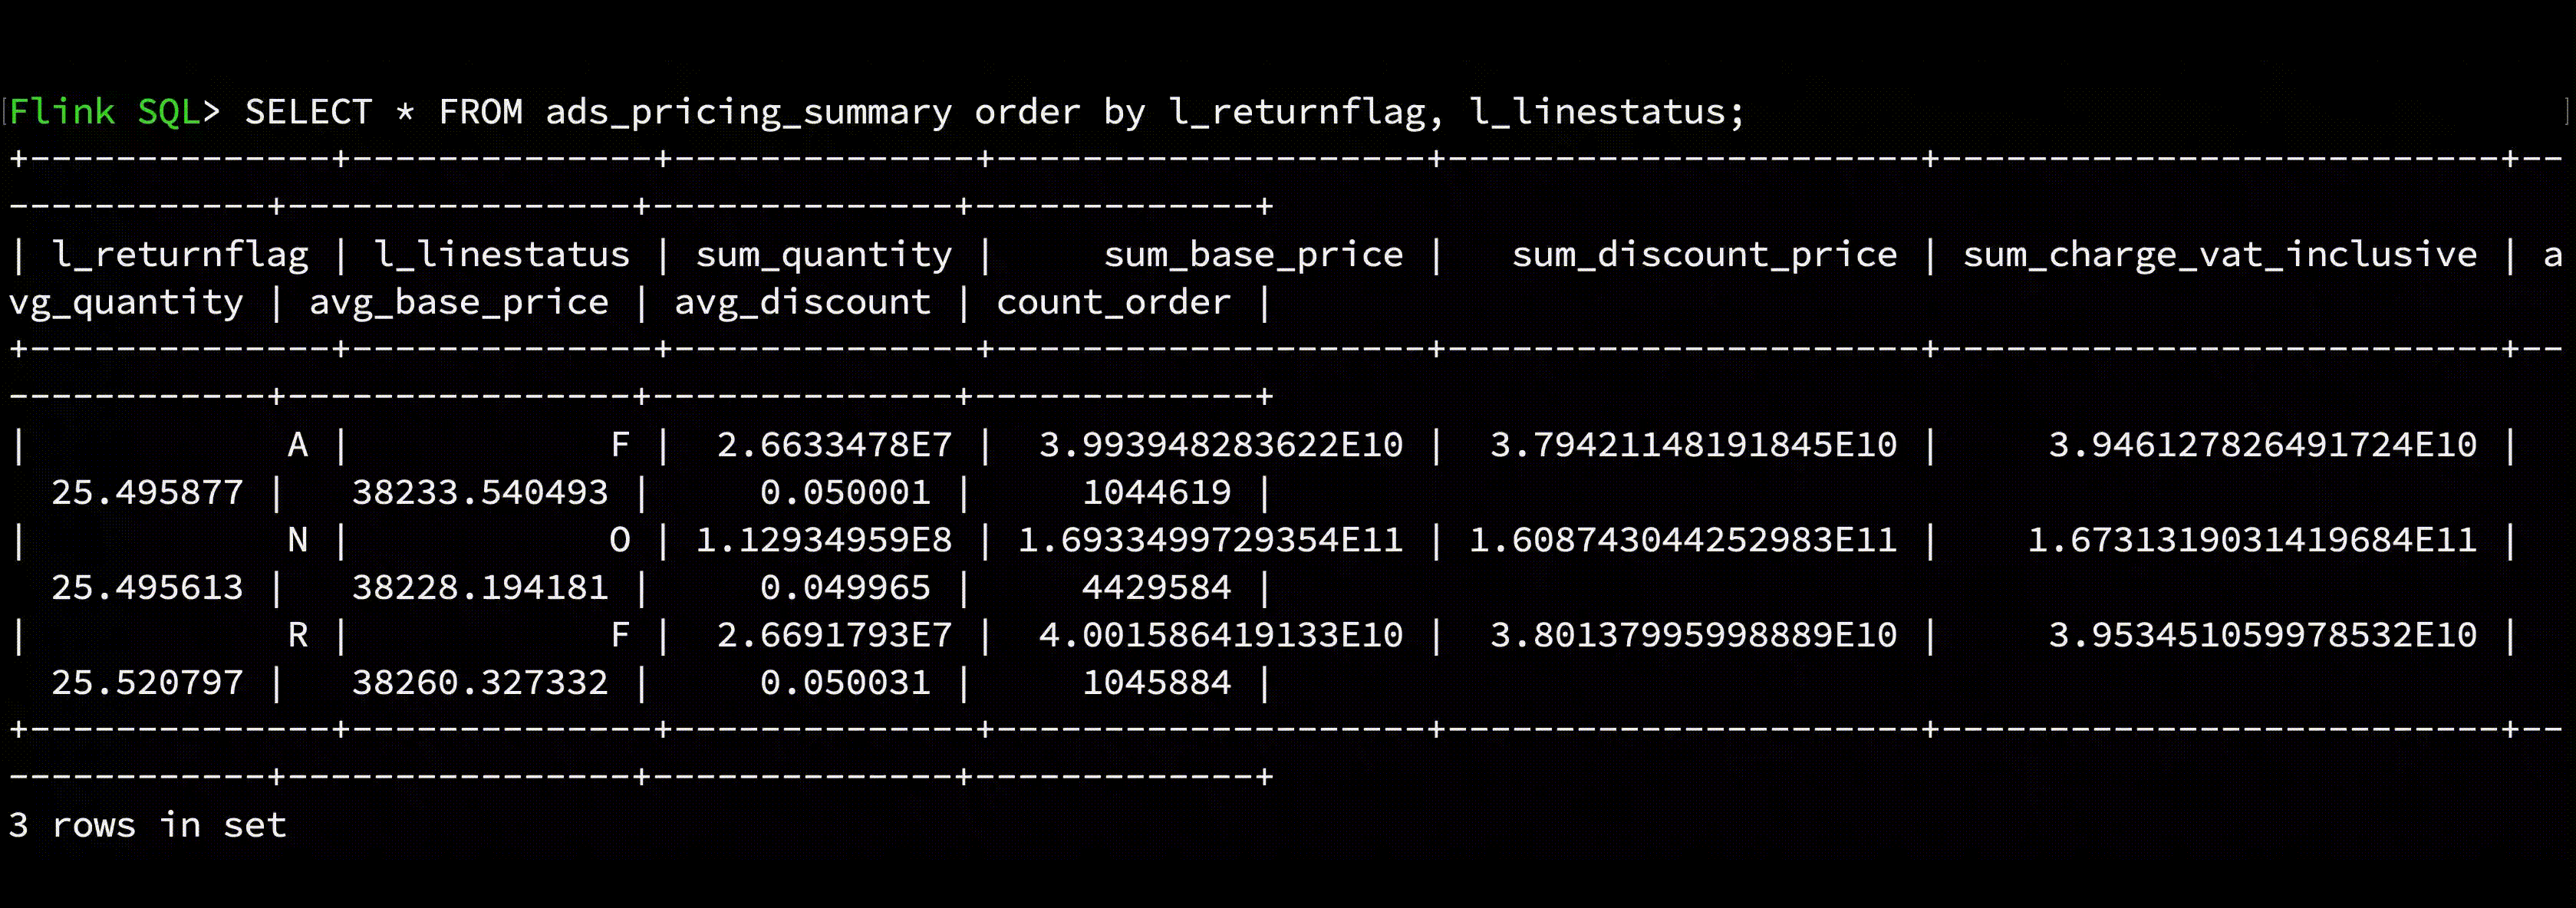 Flink SQL> SELECT * FROM ads_pricing_summary order by l_returnflag, l_linestatus;
+--------------+--------------+--------------+--------------------+----------------------+--------------------------+--
------------+----------------+--------------+-------------+
| l_returnflag | l_linestatus | sum_quantity |     sum_base_price |   sum_discount_price | sum_charge_vat_inclusive | a
vg_quantity | avg_base_price | avg_discount | count_order |
+--------------+--------------+--------------+--------------------+----------------------+--------------------------+--
------------+----------------+--------------+-------------+
|            A |            F |  2.6633478E7 |  3.993948283622E10 |  3.79421148191845E10 |     3.946127826491724E10 |
  25.495877 |   38233.540493 |     0.050001 |     1044619 |
|            N |            O | 1.12934959E8 | 1.6933499729354E11 | 1.608743044252983E11 |    1.6731319031419684E11 |
  25.495613 |   38228.194181 |     0.049965 |     4429584 |
|            R |            F |  2.6691793E7 |  4.001586419133E10 |  3.80137995998889E10 |     3.953451059978532E10 |
  25.520797 |   38260.327332 |     0.050031 |     1045884 |
+--------------+--------------+--------------+--------------------+----------------------+--------------------------+--
------------+----------------+--------------+-------------+
3 rows in set